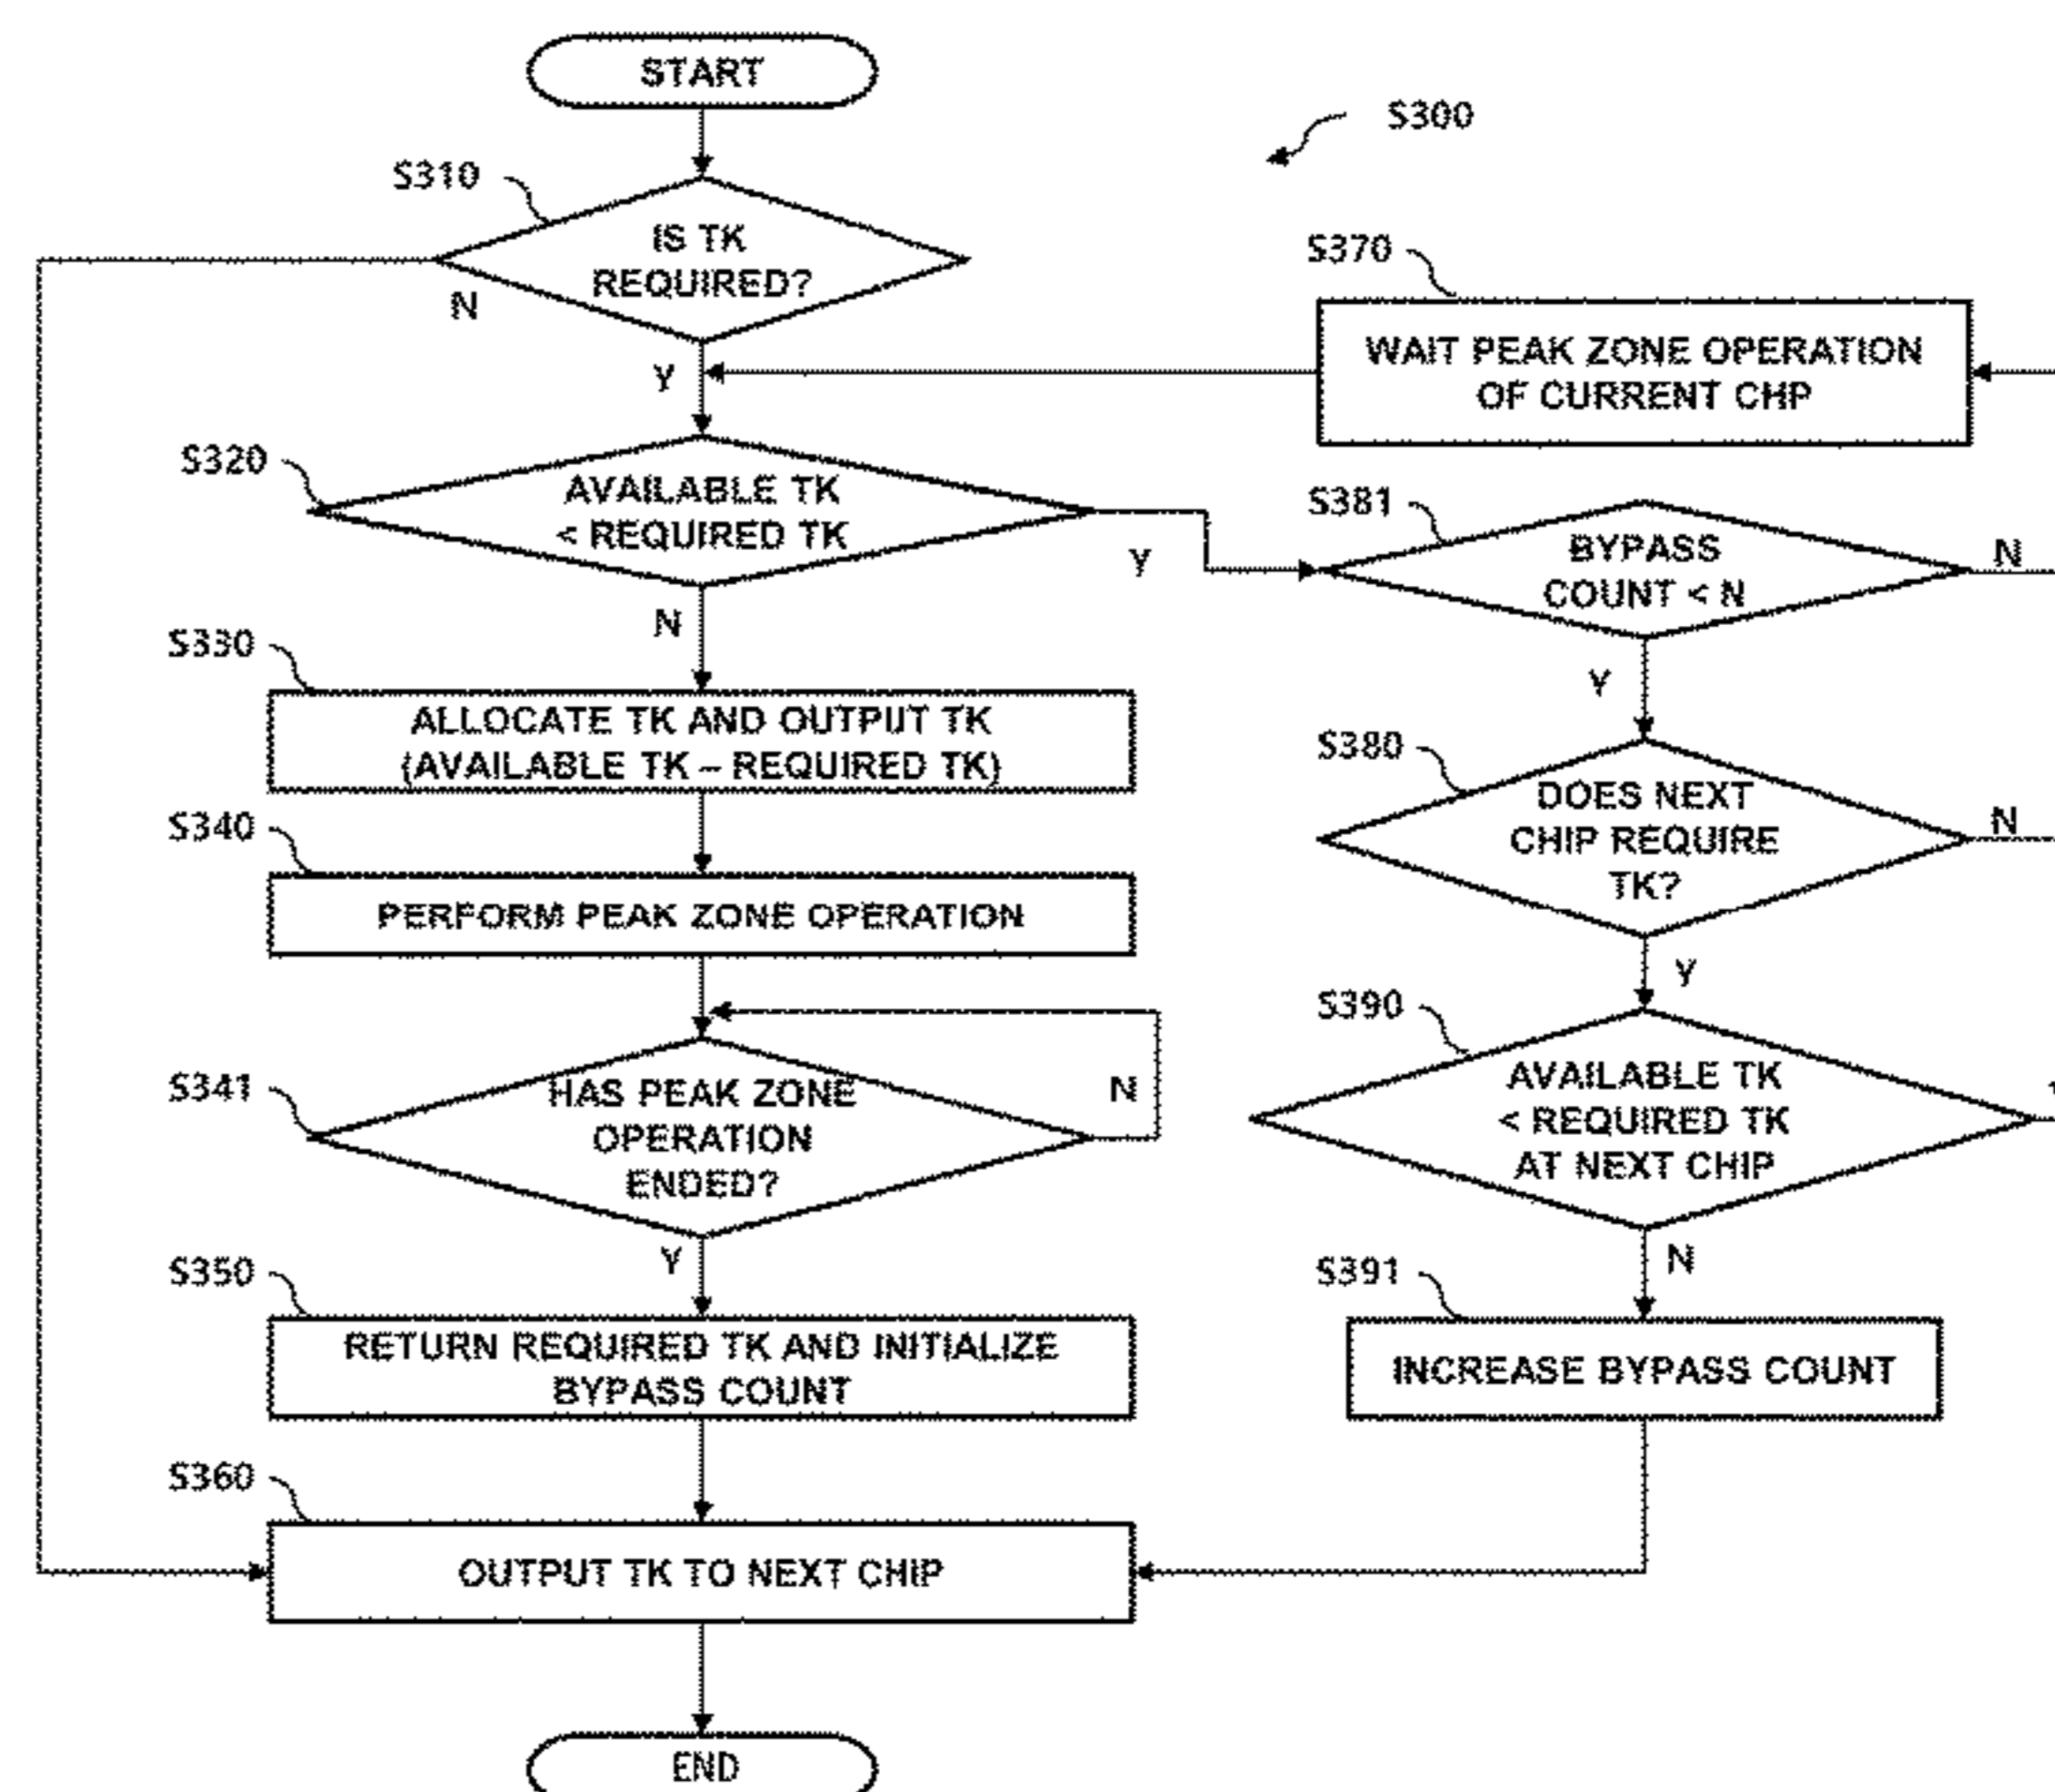 START
S300
S310
IS TK
REQUIRED?
N
Y
S370
WAIT PEAK ZONE OPERATION
OF CURRENT CHP
S320
AVAILABLE TK
< REQUIRED TK
Y
N
S381
BYPASS
COUNT < N
N
Y
S330
ALLOCATE TK AND OUTPUT TK
(AVAILABLE TK – REQUIRED TK)
S380
DOES NEXT
CHIP REQUIRE
TK?
N
Y
S340
PERFORM PEAK ZONE OPERATION
S341
HAS PEAK ZONE
OPERATION
ENDED?
N
Y
S390
AVAILABLE TK
< REQUIRED TK
AT NEXT CHIP
N
S350
RETURN REQUIRED TK AND INITIALIZE
BYPASS COUNT
S391
INCREASE BYPASS COUNT
S360
OUTPUT TK TO NEXT CHIP
END